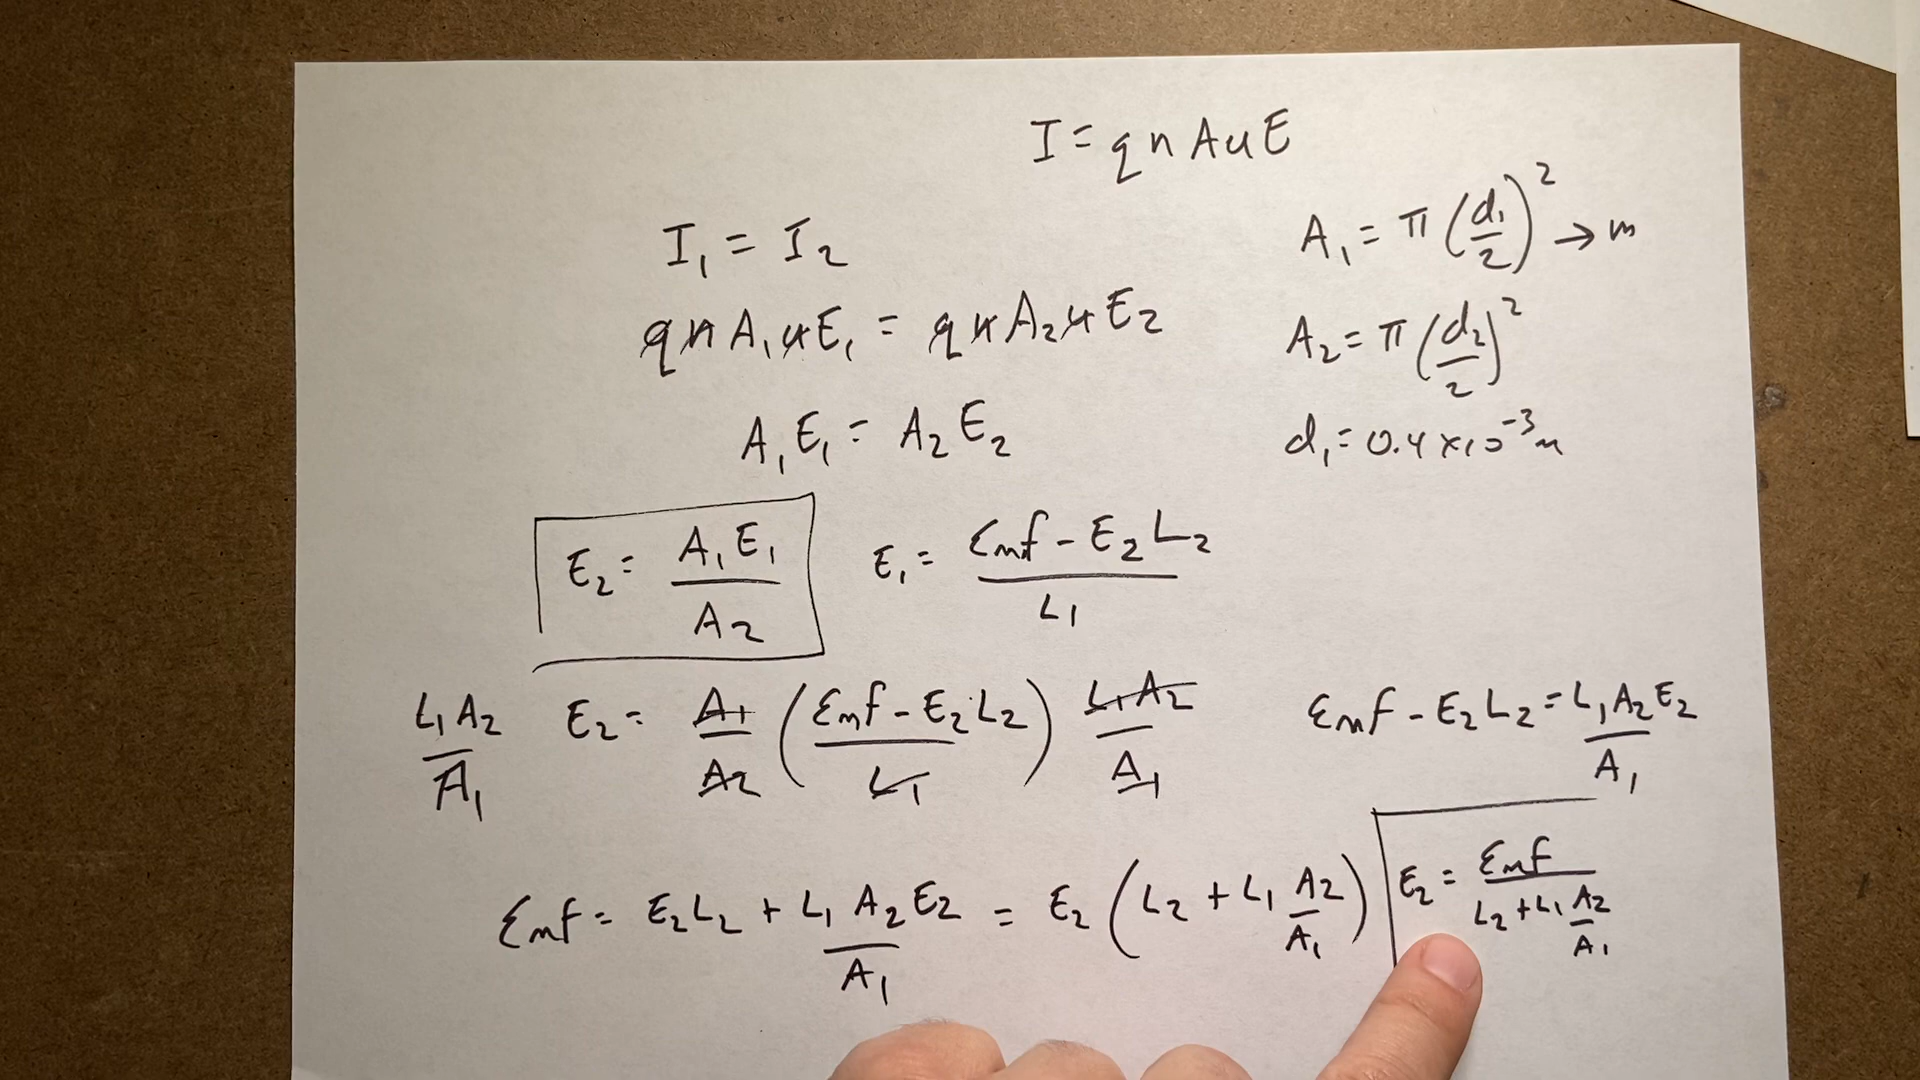 I = q n A u E
I₁ = I₂
A₁ = π (d₁/2)² → m
q n A₁ u E₁ = q n A₂ u E₂
A₂ = π (d₂/2)²
A₁ E₁ = A₂ E₂
d₁ = 0.4 x 10⁻³ m
E₂ = A₁ E₁ / A₂
E₁ = (Emf - E₂ L₂) / L₁
L₁ A₂ / A₁
E₂ = A₁/A₂ ((Emf - E₂ L₂) / L₁) L₁ A₂ / A₁
Emf - E₂ L₂ = L₁ A₂ E₂ / A₁
Emf = E₂ L₂ + L₁ A₂ E₂ / A₁ = E₂ (L₂ + L₁ A₂/A₁)
E₂ = Emf / (L₂ + L₁ A₂/A₁)